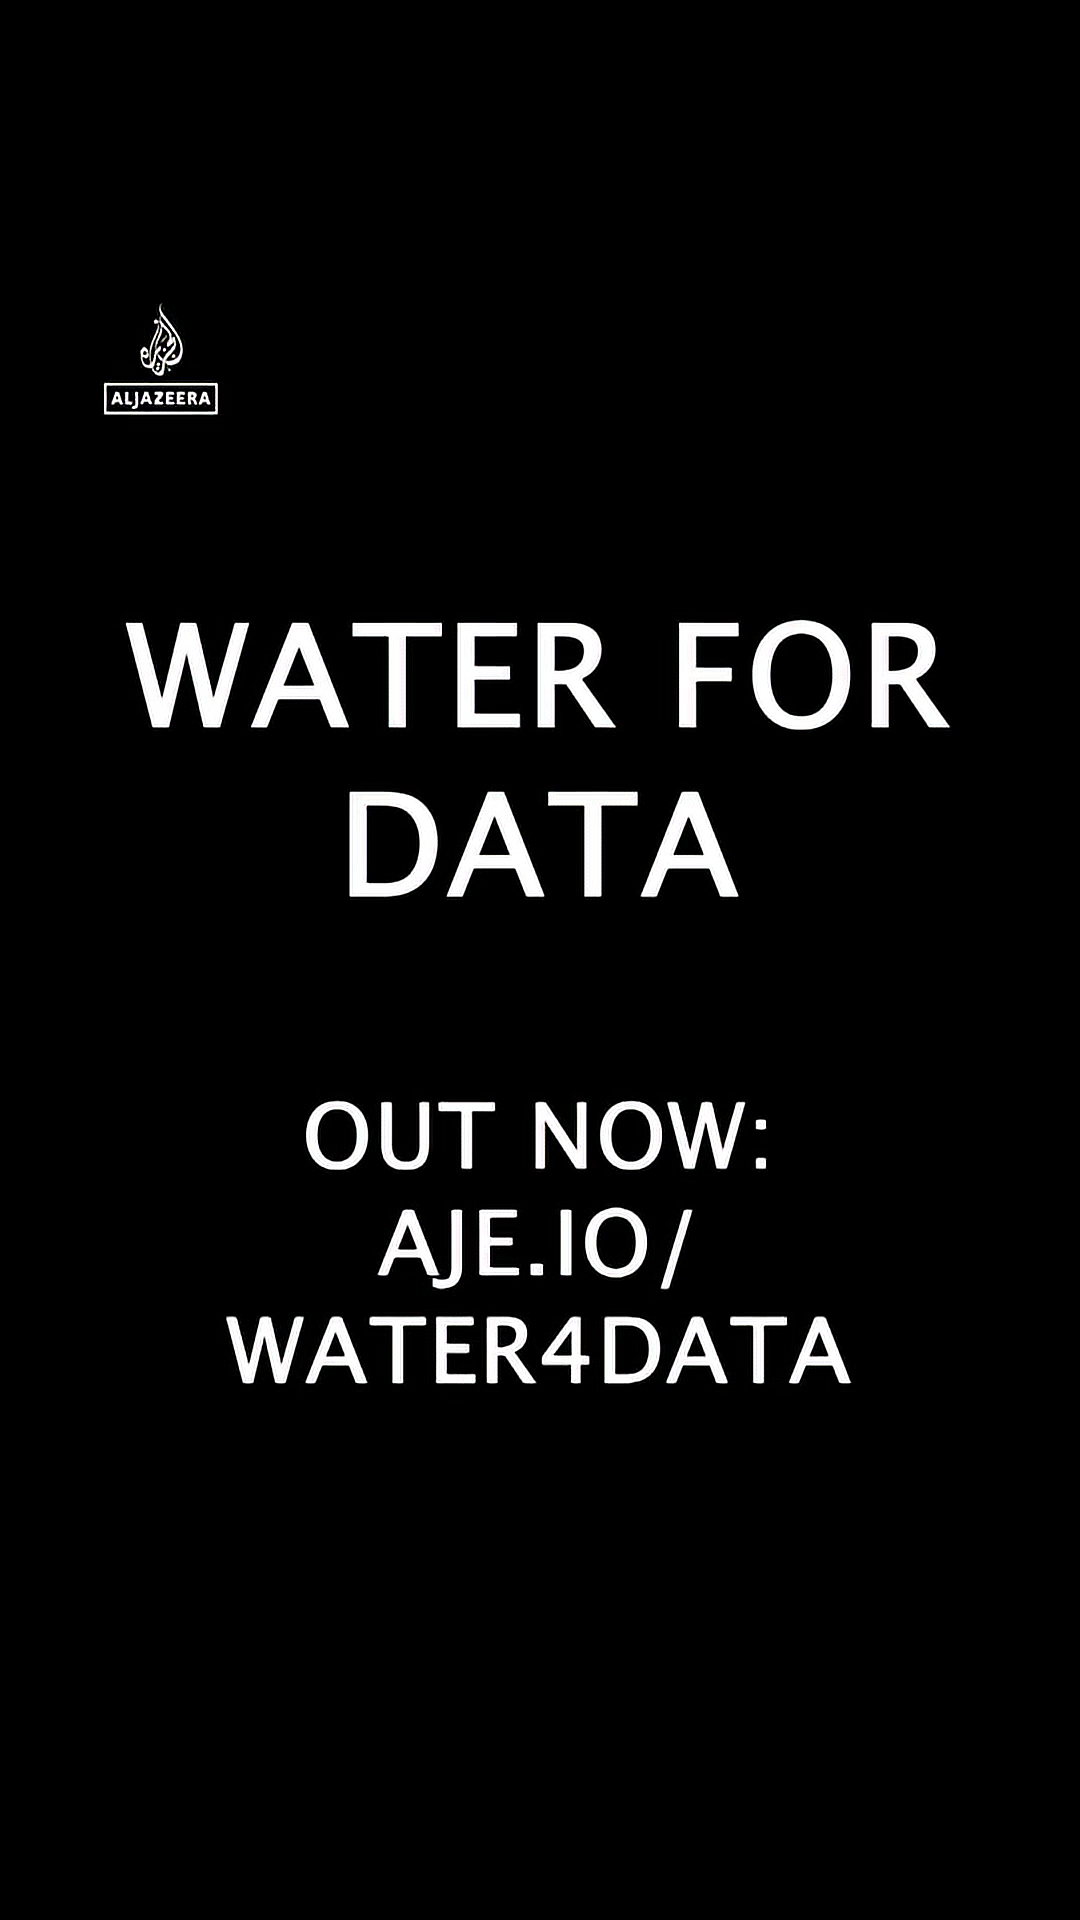 ALJAZEERA
WATER FOR
DATA
OUT NOW:
AJE.IO/
WATER4DATA